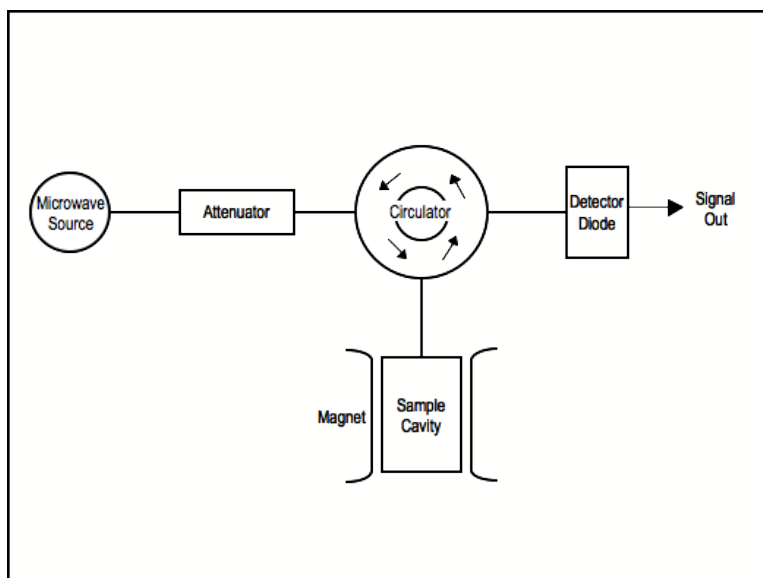 Microwave
Source
Attenuator
Circulator
Detector
Diode
Signal
Out
Magnet
Sample
Cavity